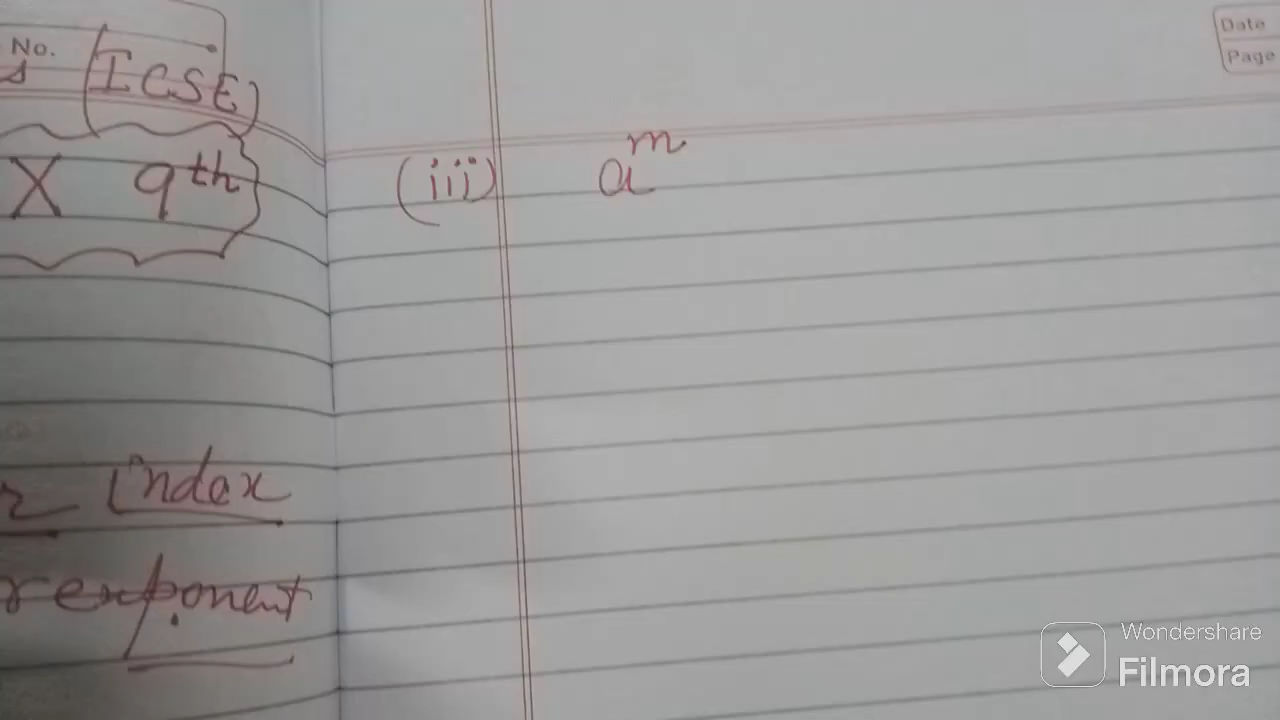 No.
(ICSE)
X 9th
index
exponent
Date
Page
(iii) a^m
Wondershare
Filmora